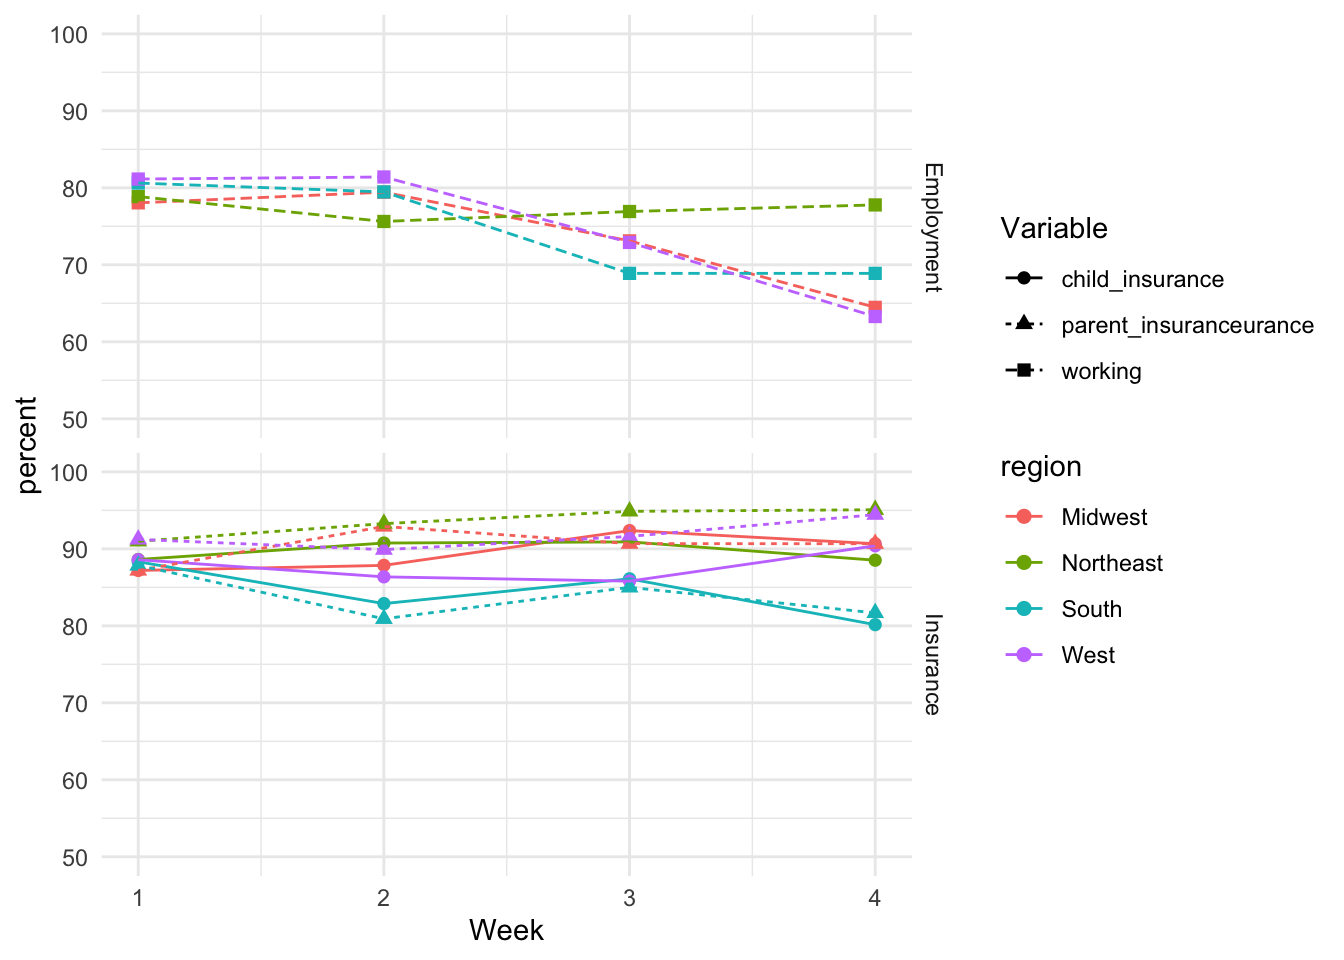 percent
100
90
80
70
60
50
Employment
100
90
80
70
60
50
Insurance
1 2 3 4
Week
Variable
child_insurance
parent_insuranceurance
working
region
Midwest
Northeast
South
West